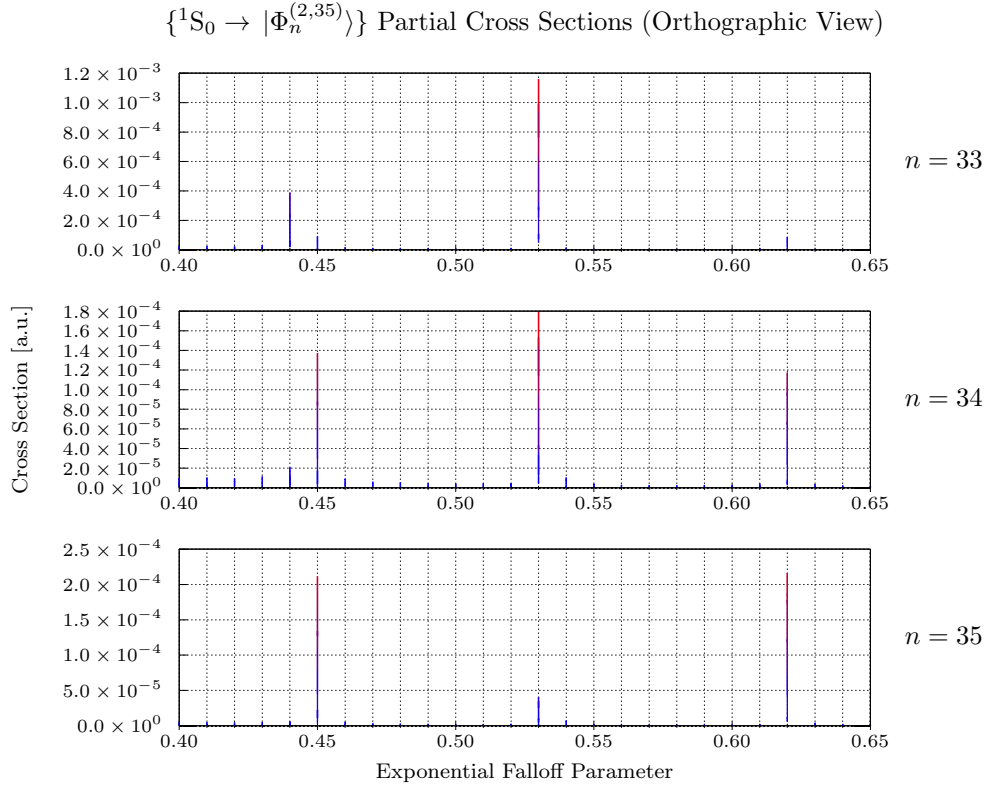 {¹S₀ → |Φₙ^(2,35)⟩} Partial Cross Sections (Orthographic View)
1.2 × 10⁻³
1.0 × 10⁻³
8.0 × 10⁻⁴
6.0 × 10⁻⁴
4.0 × 10⁻⁴
2.0 × 10⁻⁴
0.0 × 10⁰
0.40 0.45 0.50 0.55 0.60 0.65
n = 33
1.8 × 10⁻⁴
1.6 × 10⁻⁴
1.4 × 10⁻⁴
1.2 × 10⁻⁴
1.0 × 10⁻⁴
8.0 × 10⁻⁵
6.0 × 10⁻⁵
4.0 × 10⁻⁵
2.0 × 10⁻⁵
0.0 × 10⁰
0.40 0.45 0.50 0.55 0.60 0.65
n = 34
Cross Section [a.u.]
2.5 × 10⁻⁴
2.0 × 10⁻⁴
1.5 × 10⁻⁴
1.0 × 10⁻⁴
5.0 × 10⁻⁵
0.0 × 10⁰
0.40 0.45 0.50 0.55 0.60 0.65
n = 35
Exponential Falloff Parameter